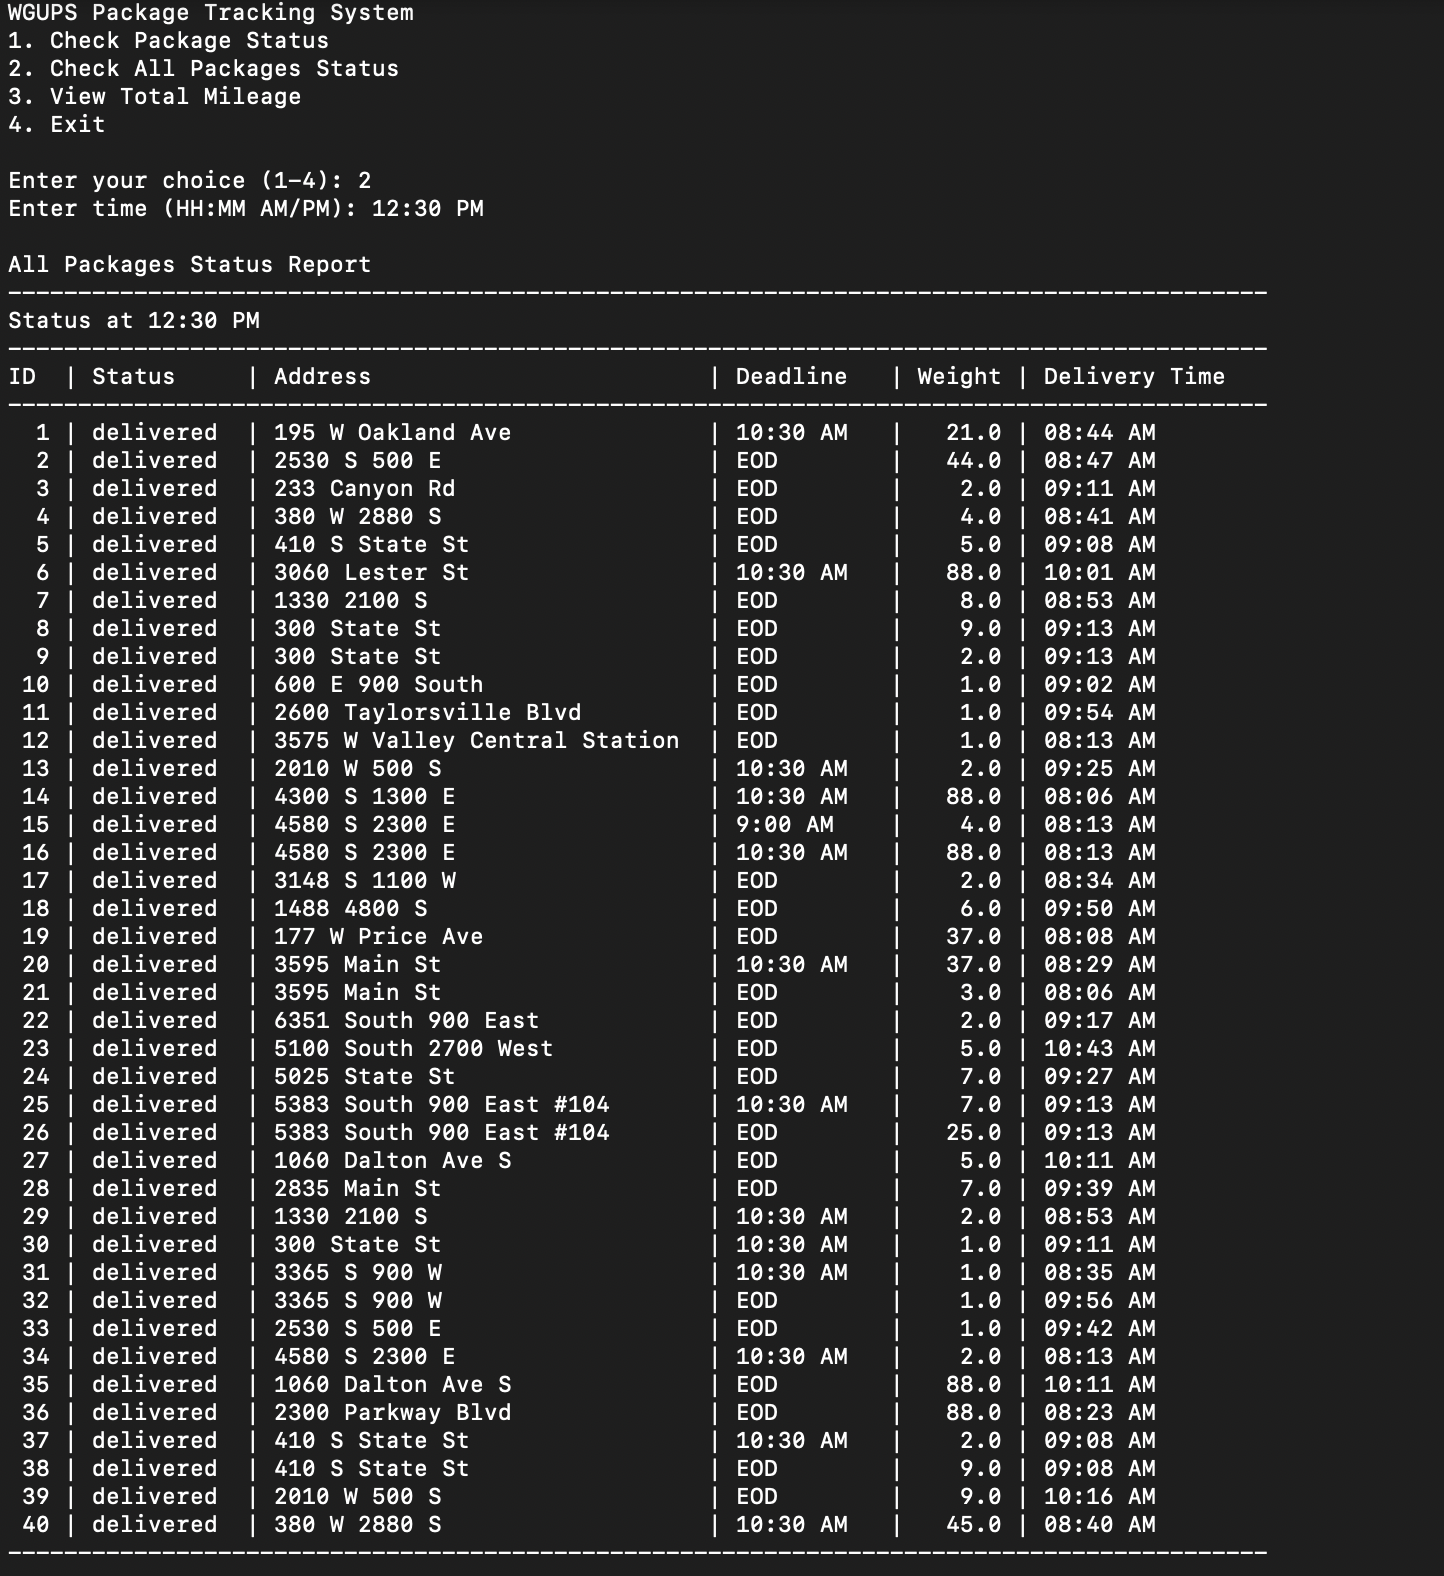 WGUPS Package Tracking System
1. Check Package Status
2. Check All Packages Status
3. View Total Mileage
4. Exit
Enter your choice (1-4): 2
Enter time (HH:MM AM/PM): 12:30 PM
All Packages Status Report
------------------------------------------------------------------------------------------
Status at 12:30 PM
------------------------------------------------------------------------------------------
ID  | Status     | Address                        | Deadline   | Weight | Delivery Time
------------------------------------------------------------------------------------------
  1 | delivered  | 195 W Oakland Ave              | 10:30 AM   |   21.0 | 08:44 AM
  2 | delivered  | 2530 S 500 E                   | EOD        |   44.0 | 08:47 AM
  3 | delivered  | 233 Canyon Rd                  | EOD        |    2.0 | 09:11 AM
  4 | delivered  | 380 W 2880 S                   | EOD        |    4.0 | 08:41 AM
  5 | delivered  | 410 S State St                 | EOD        |    5.0 | 09:08 AM
  6 | delivered  | 3060 Lester St                 | 10:30 AM   |   88.0 | 10:01 AM
  7 | delivered  | 1330 2100 S                    | EOD        |    8.0 | 08:53 AM
  8 | delivered  | 300 State St                   | EOD        |    9.0 | 09:13 AM
  9 | delivered  | 300 State St                   | EOD        |    2.0 | 09:13 AM
 10 | delivered  | 600 E 900 South                | EOD        |    1.0 | 09:02 AM
 11 | delivered  | 2600 Taylorsville Blvd         | EOD        |    1.0 | 09:54 AM
 12 | delivered  | 3575 W Valley Central Station  | EOD        |    1.0 | 08:13 AM
 13 | delivered  | 2010 W 500 S                   | 10:30 AM   |    2.0 | 09:25 AM
 14 | delivered  | 4300 S 1300 E                  | 10:30 AM   |   88.0 | 08:06 AM
 15 | delivered  | 4580 S 2300 E                  | 9:00 AM    |    4.0 | 08:13 AM
 16 | delivered  | 4580 S 2300 E                  | 10:30 AM   |   88.0 | 08:13 AM
 17 | delivered  | 3148 S 1100 W                  | EOD        |    2.0 | 08:34 AM
 18 | delivered  | 1488 4800 S                    | EOD        |    6.0 | 09:50 AM
 19 | delivered  | 177 W Price Ave                | EOD        |   37.0 | 08:08 AM
 20 | delivered  | 3595 Main St                   | 10:30 AM   |   37.0 | 08:29 AM
 21 | delivered  | 3595 Main St                   | EOD        |    3.0 | 08:06 AM
 22 | delivered  | 6351 South 900 East            | EOD        |    2.0 | 09:17 AM
 23 | delivered  | 5100 South 2700 West           | EOD        |    5.0 | 10:43 AM
 24 | delivered  | 5025 State St                  | EOD        |    7.0 | 09:27 AM
 25 | delivered  | 5383 South 900 East #104       | 10:30 AM   |    7.0 | 09:13 AM
 26 | delivered  | 5383 South 900 East #104       | EOD        |   25.0 | 09:13 AM
 27 | delivered  | 1060 Dalton Ave S              | EOD        |    5.0 | 10:11 AM
 28 | delivered  | 2835 Main St                   | EOD        |    7.0 | 09:39 AM
 29 | delivered  | 1330 2100 S                    | 10:30 AM   |    2.0 | 08:53 AM
 30 | delivered  | 300 State St                   | 10:30 AM   |    1.0 | 09:11 AM
 31 | delivered  | 3365 S 900 W                   | 10:30 AM   |    1.0 | 08:35 AM
 32 | delivered  | 3365 S 900 W                   | EOD        |    1.0 | 09:56 AM
 33 | delivered  | 2530 S 500 E                   | EOD        |    1.0 | 09:42 AM
 34 | delivered  | 4580 S 2300 E                  | 10:30 AM   |    2.0 | 08:13 AM
 35 | delivered  | 1060 Dalton Ave S              | EOD        |   88.0 | 10:11 AM
 36 | delivered  | 2300 Parkway Blvd              | EOD        |   88.0 | 08:23 AM
 37 | delivered  | 410 S State St                 | 10:30 AM   |    2.0 | 09:08 AM
 38 | delivered  | 410 S State St                 | EOD        |    9.0 | 09:08 AM
 39 | delivered  | 2010 W 500 S                   | EOD        |    9.0 | 10:16 AM
 40 | delivered  | 380 W 2880 S                   | 10:30 AM   |   45.0 | 08:40 AM
------------------------------------------------------------------------------------------